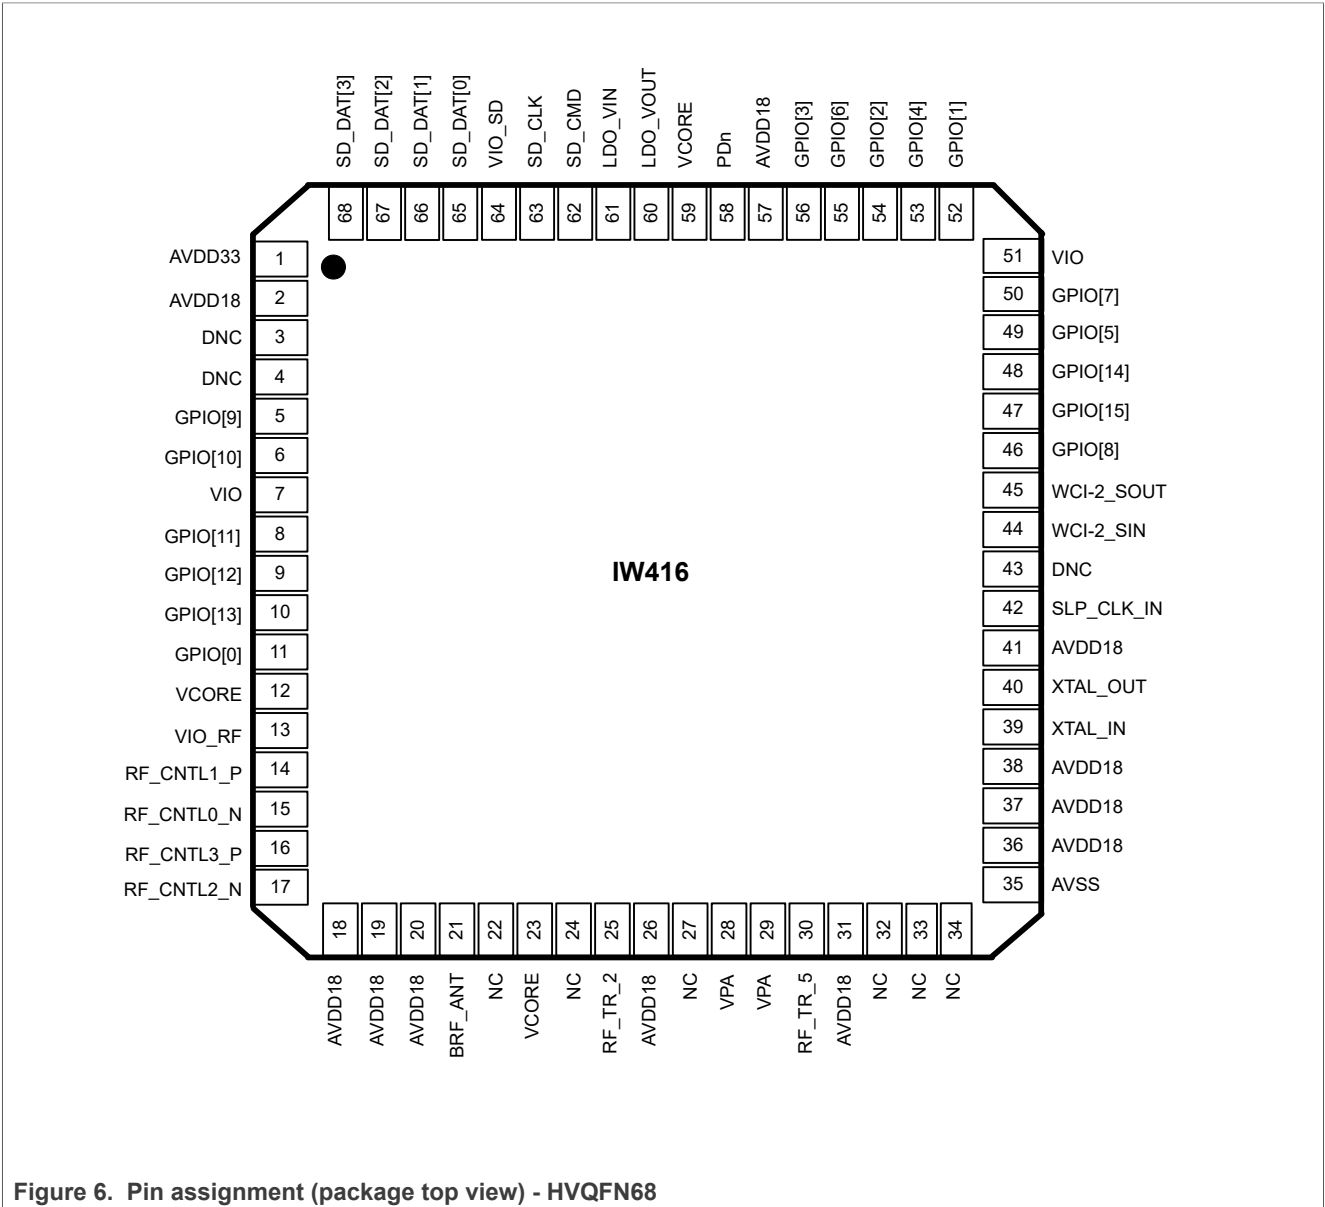 SD_DAT[3]
SD_DAT[2]
SD_DAT[1]
SD_DAT[0]
VIO_SD
SD_CLK
SD_CMD
LDO_VIN
LDO_VOUT
VCORE
PDn
AVDD18
GPIO[3]
GPIO[6]
GPIO[2]
GPIO[4]
GPIO[1]
68 67 66 65 64 63 62 61 60 59 58 57 56 55 54 53 52
AVDD33 1
AVDD18 2
DNC 3
DNC 4
GPIO[9] 5
GPIO[10] 6
VIO 7
GPIO[11] 8
GPIO[12] 9
GPIO[13] 10
GPIO[0] 11
VCORE 12
VIO_RF 13
RF_CNTL1_P 14
RF_CNTL0_N 15
RF_CNTL3_P 16
RF_CNTL2_N 17
IW416
51 VIO
50 GPIO[7]
49 GPIO[5]
48 GPIO[14]
47 GPIO[15]
46 GPIO[8]
45 WCI-2_SOUT
44 WCI-2_SIN
43 DNC
42 SLP_CLK_IN
41 AVDD18
40 XTAL_OUT
39 XTAL_IN
38 AVDD18
37 AVDD18
36 AVDD18
35 AVSS
18 19 20 21 22 23 24 25 26 27 28 29 30 31 32 33 34
AVDD18
AVDD18
AVDD18
BRF_ANT
NC
VCORE
NC
RF_TR_2
AVDD18
NC
VPA
VPA
RF_TR_5
AVDD18
NC
NC
NC
Figure 6. Pin assignment (package top view) - HVQFN68